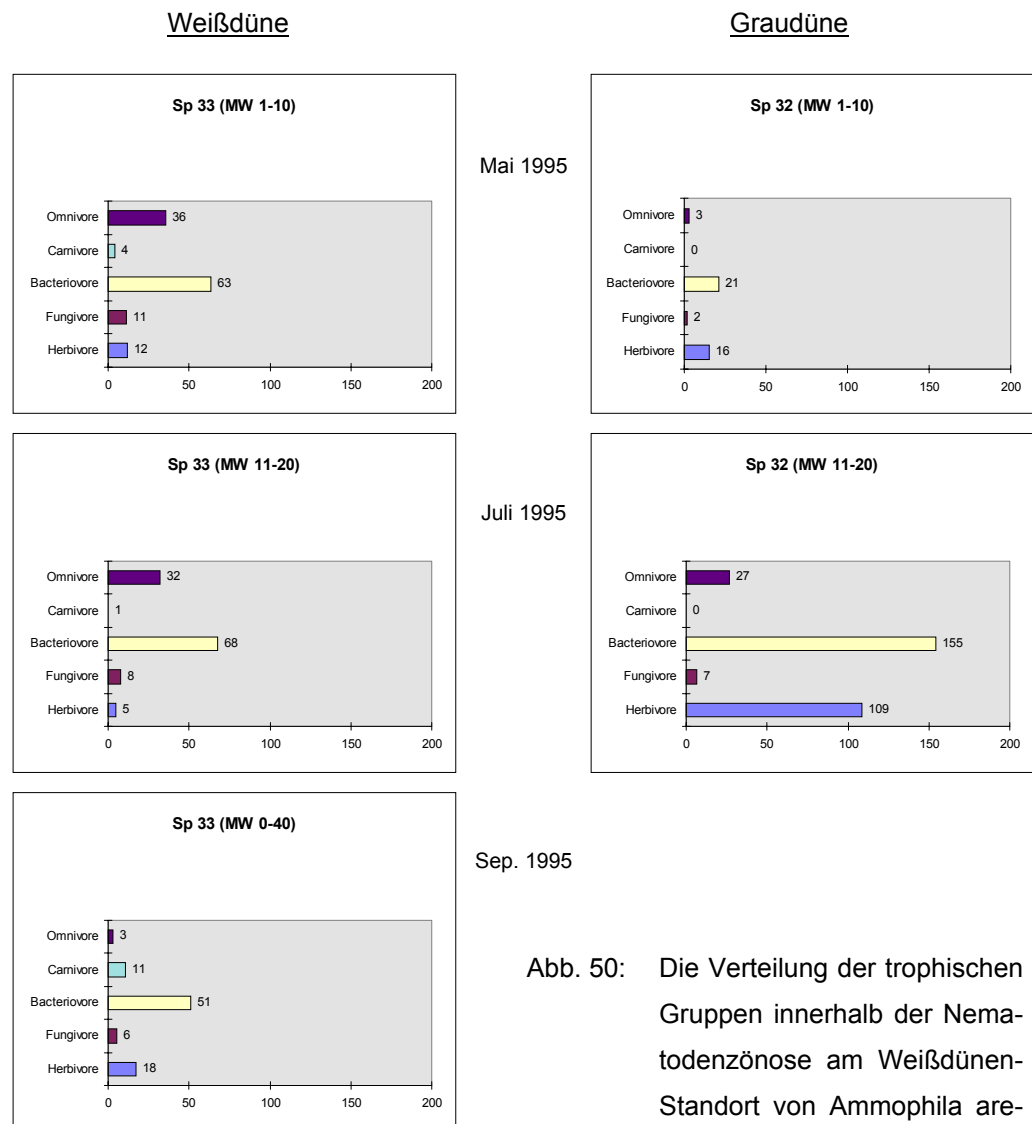 Weißdüne
Graudüne
Sp 33 (MW 1-10)
Omnivore 36
Carnivore 4
Bacteriovore 63
Fungivore 11
Herbivore 12
0 50 100 150 200
Mai 1995
Sp 32 (MW 1-10)
Omnivore 3
Carnivore 0
Bacteriovore 21
Fungivore 2
Herbivore 16
0 50 100 150 200
Sp 33 (MW 11-20)
Omnivore 32
Carnivore 1
Bacteriovore 68
Fungivore 8
Herbivore 5
0 50 100 150 200
Juli 1995
Sp 32 (MW 11-20)
Omnivore 27
Carnivore 0
Bacteriovore 155
Fungivore 7
Herbivore 109
0 50 100 150 200
Sp 33 (MW 0-40)
Omnivore 3
Carnivore 11
Bacteriovore 51
Fungivore 6
Herbivore 18
0 50 100 150 200
Sep. 1995
Abb. 50: Die Verteilung der trophischen
Gruppen innerhalb der Nema-
todenzönose am Weißdünen-
Standort von Ammophila are-